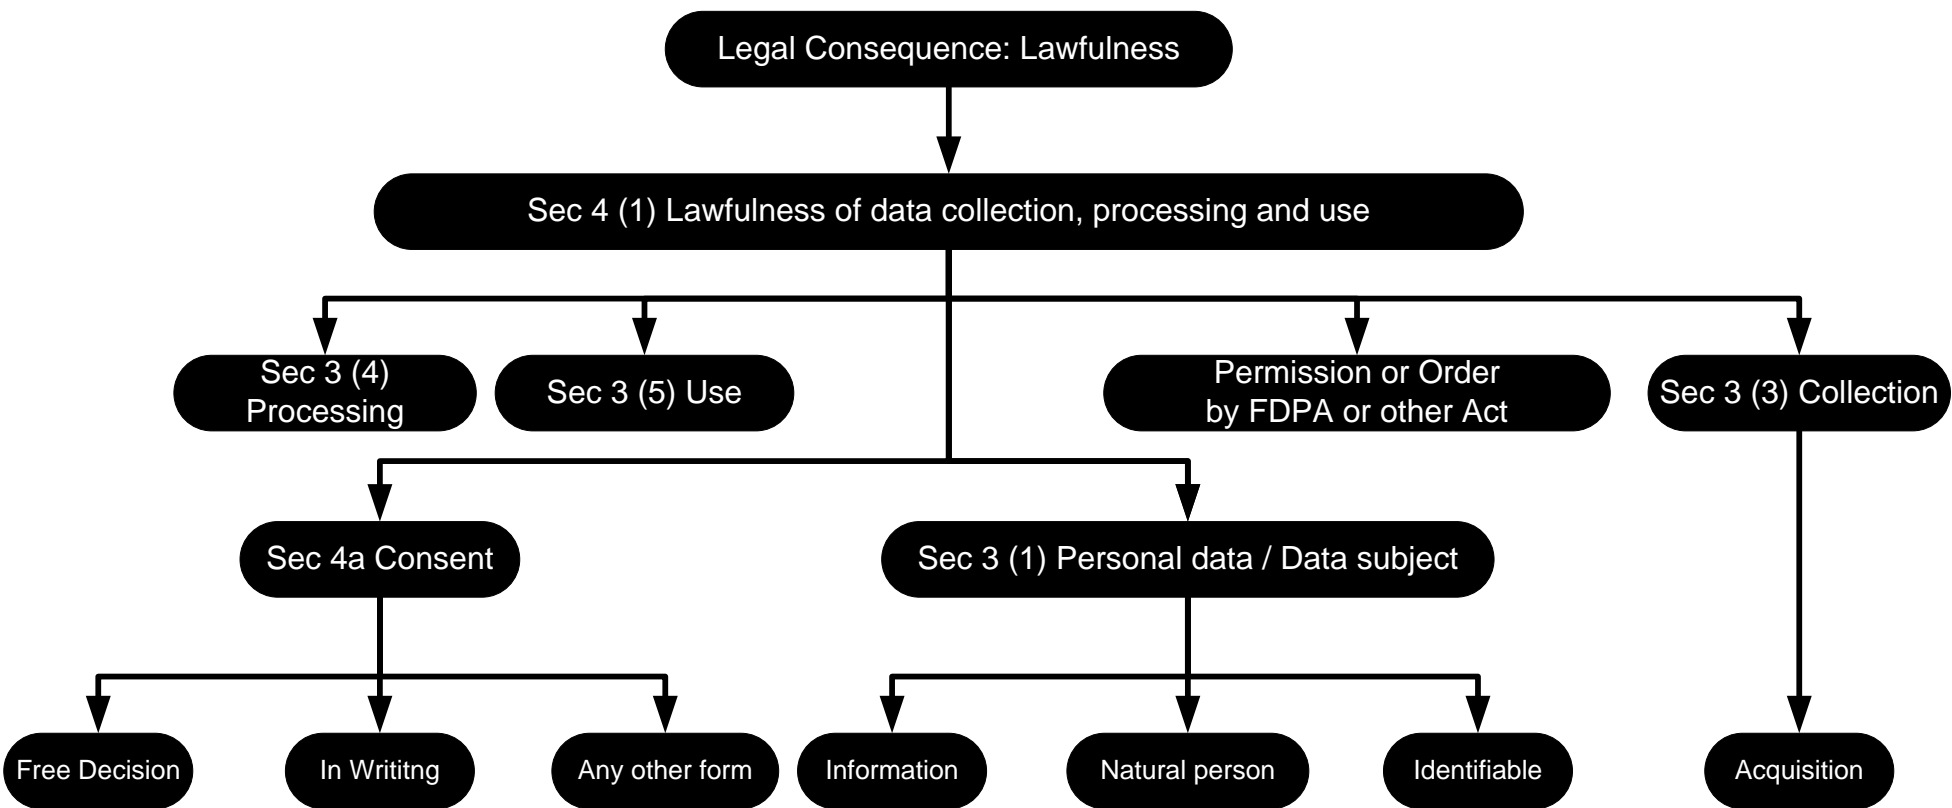 Legal Consequence: Lawfulness
Sec 4 (1) Lawfulness of data collection, processing and use
Sec 3 (4)
Processing
Sec 3 (5) Use
Permission or Order
by FDPA or other Act
Sec 3 (3) Collection
Sec 4a Consent
Sec 3 (1) Personal data / Data subject
Free Decision
In Writitng
Any other form
Information
Natural person
Identifiable
Acquisition